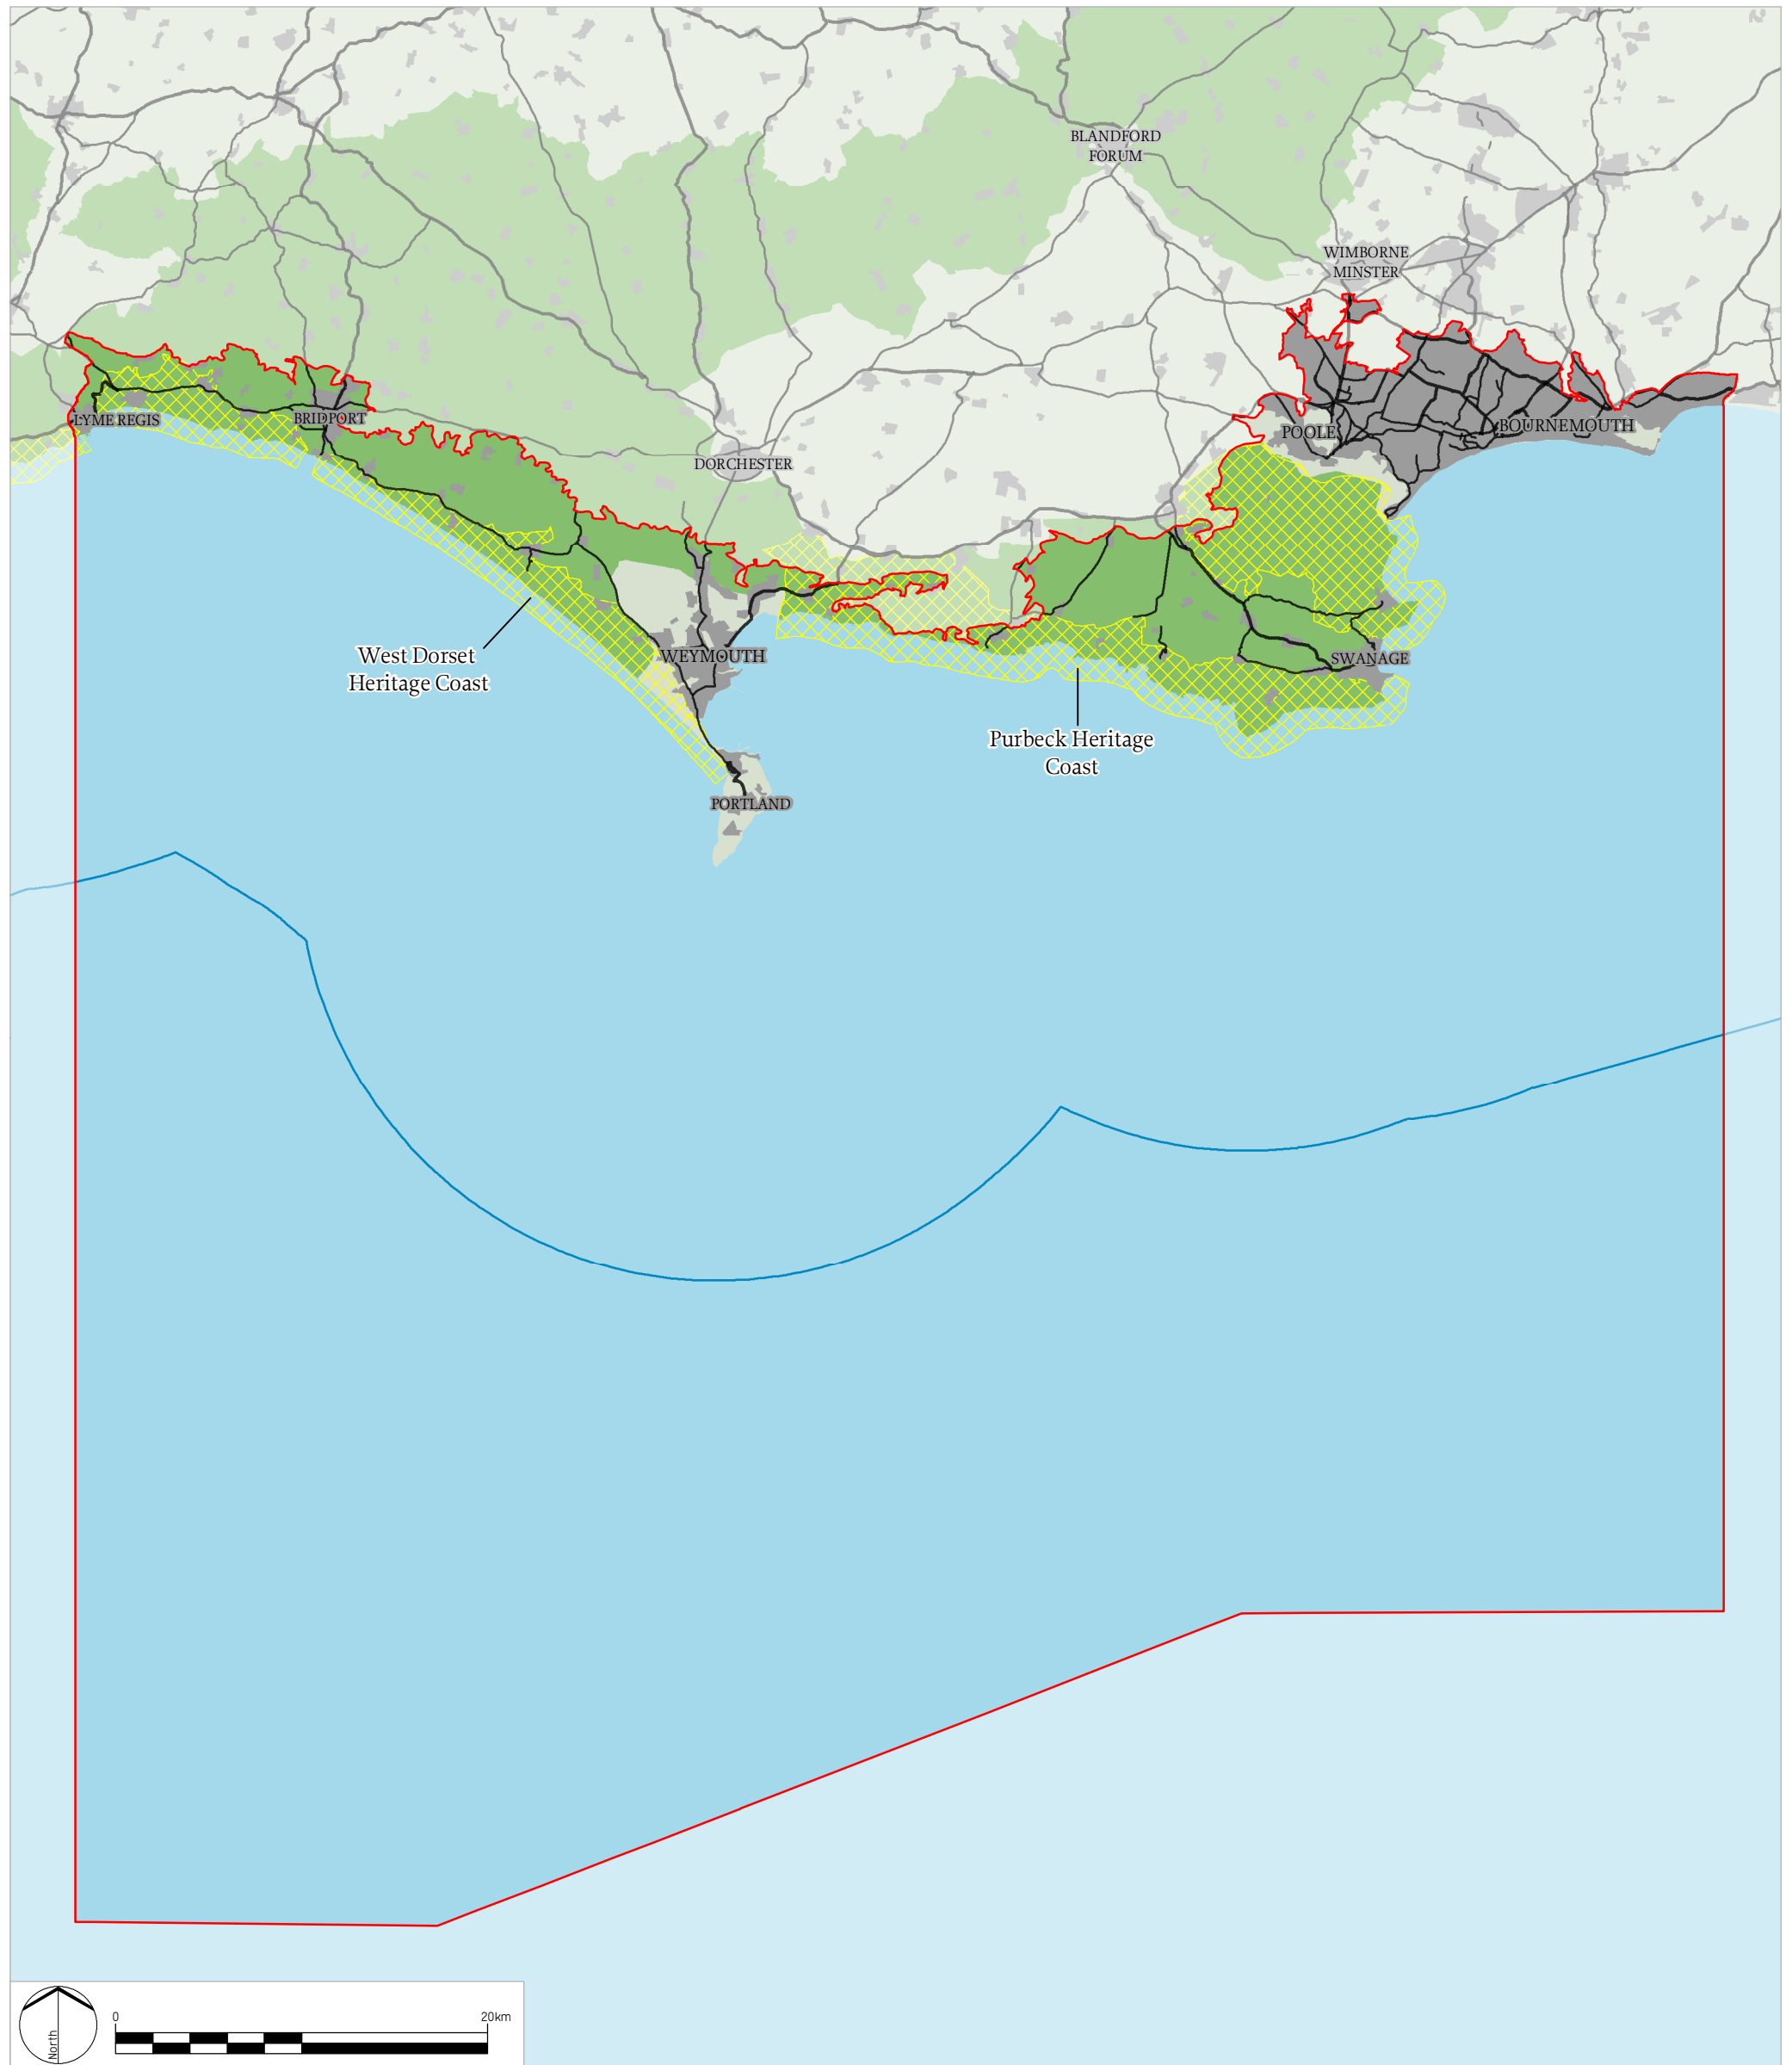 BLANDFORD
FORUM
WIMBORNE
MINSTER
LYME REGIS
BRIDPORT
POOLE
BOURNEMOUTH
DORCHESTER
West Dorset
Heritage Coast
WEYMOUTH
SWANAGE
Purbeck Heritage
Coast
PORTLAND
North
0
20km